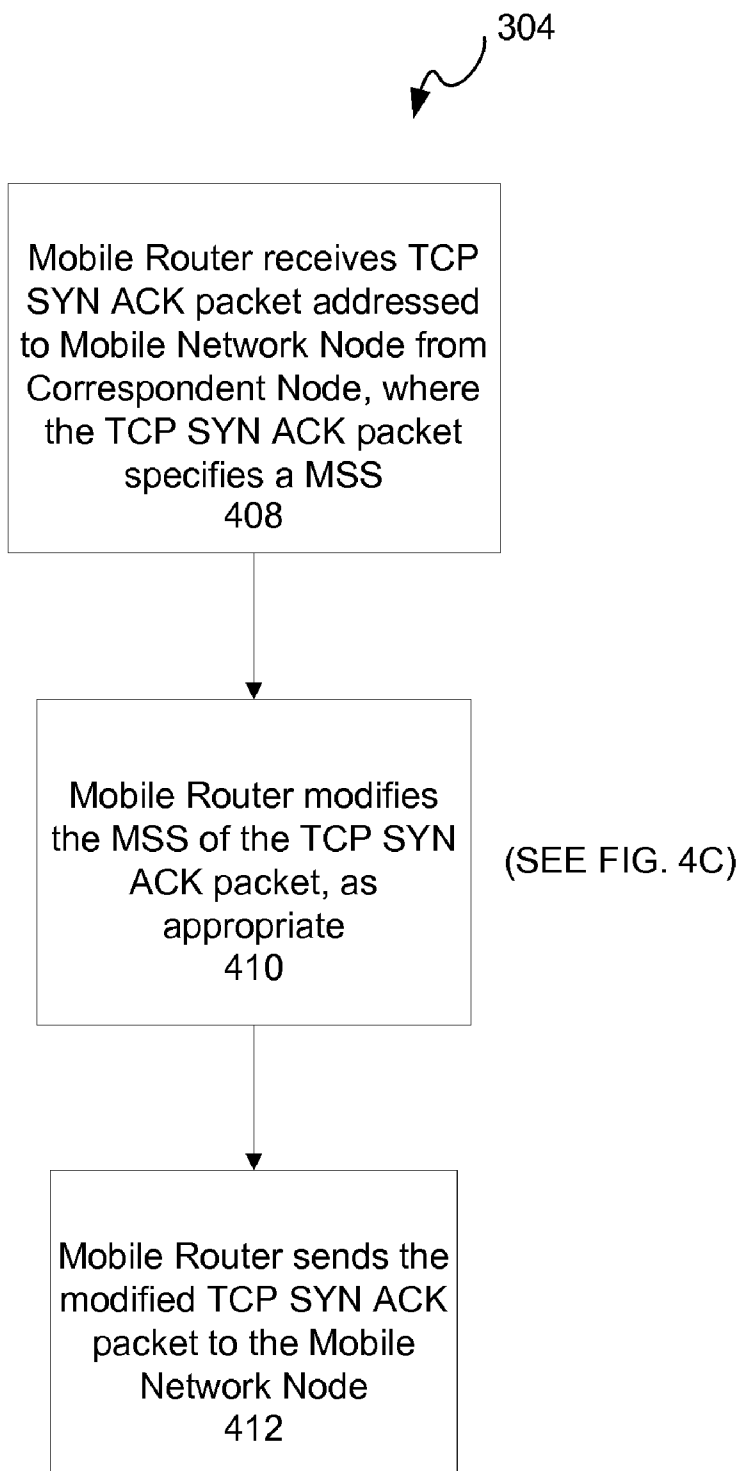 304
Mobile Router receives TCP
SYN ACK packet addressed
to Mobile Network Node from
Correspondent Node, where
the TCP SYN ACK packet
specifies a MSS
408
Mobile Router modifies
the MSS of the TCP SYN
ACK packet, as
appropriate
410
(SEE FIG. 4C)
Mobile Router sends the
modified TCP SYN ACK
packet to the Mobile
Network Node
412